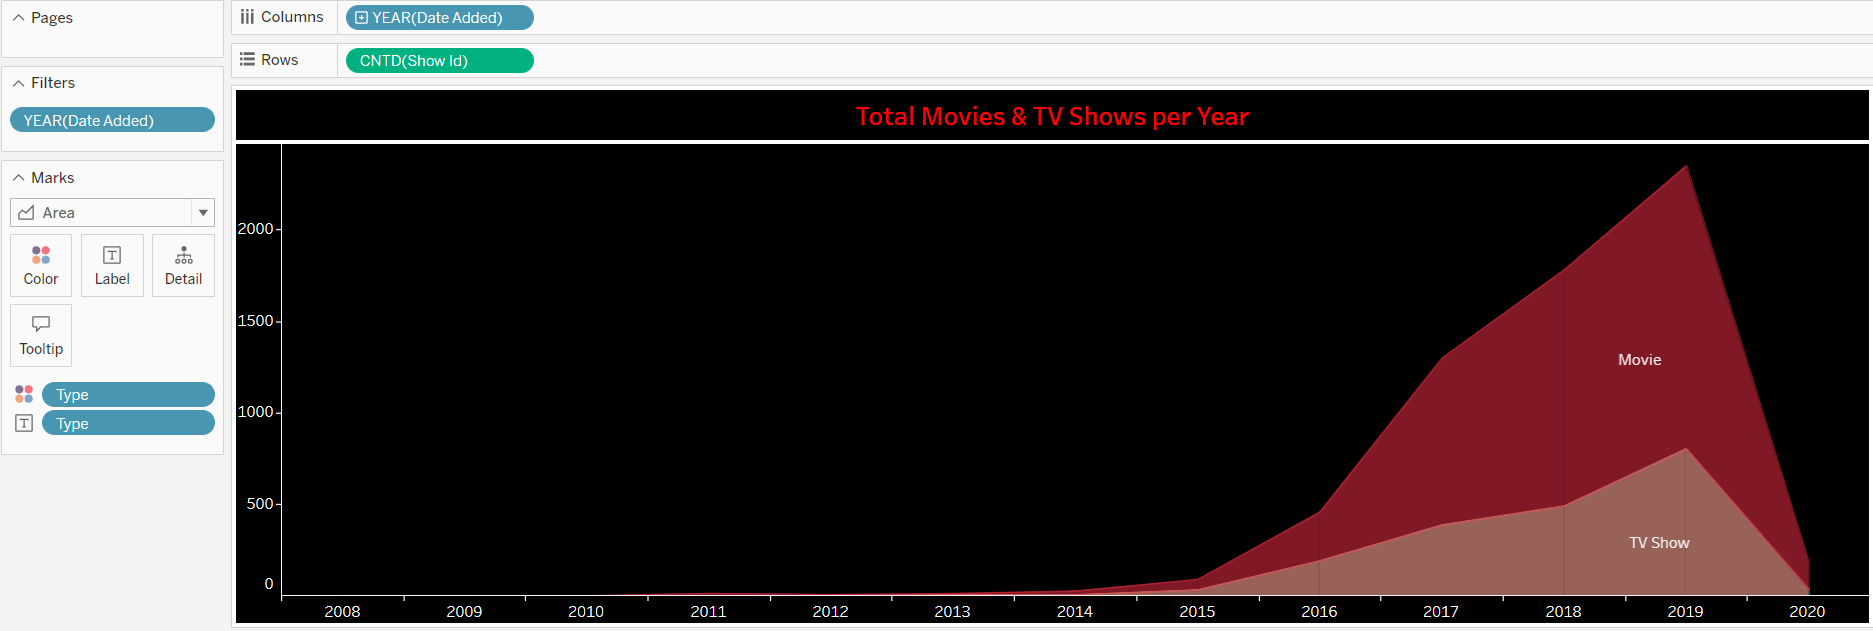 Pages
Columns
YEAR(Date Added)
Rows
CNTD(Show Id)
Filters
YEAR(Date Added)
Marks
Area
Color
Label
Detail
Tooltip
Type
T Type
Total Movies & TV Shows per Year
2000
1500
1000
500
0
Movie
TV Show
2008 2009 2010 2011 2012 2013 2014 2015 2016 2017 2018 2019 2020